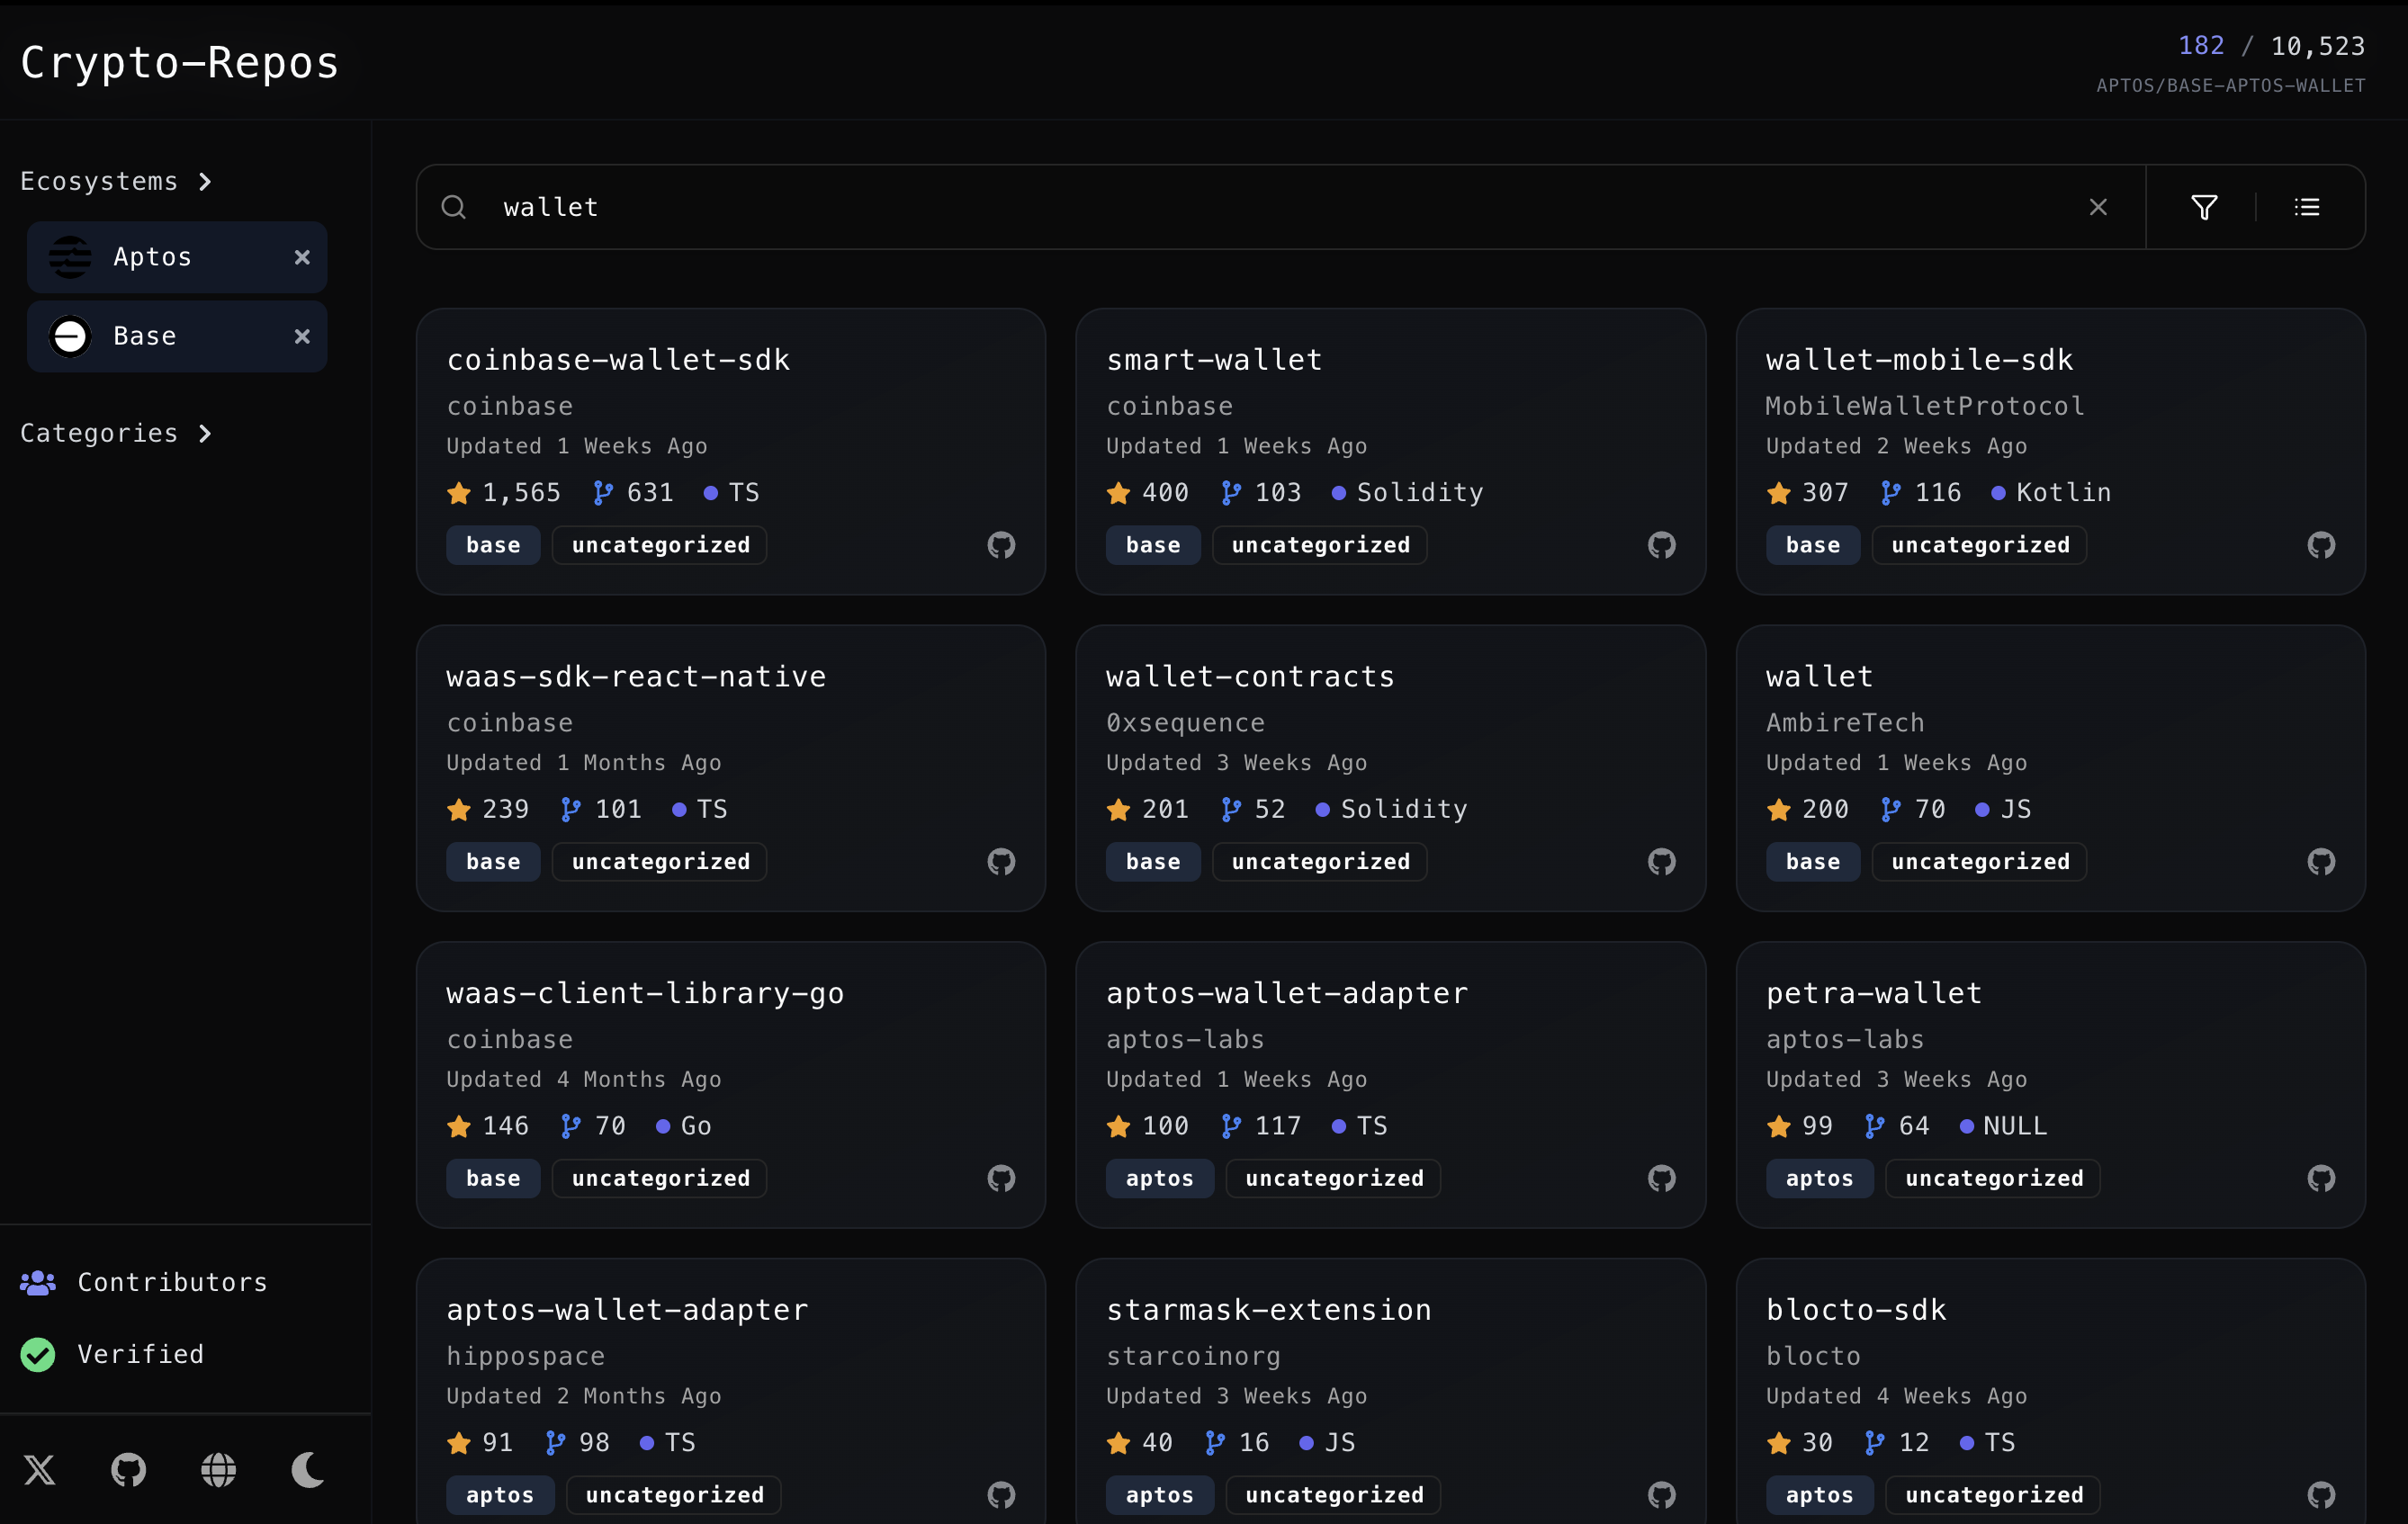 Crypto-Repos
182 / 10,523
APTOS/BASE-APTOS-WALLET
Ecosystems
Aptos
Base
Categories
Contributors
Verified
wallet
coinbase-wallet-sdk
coinbase
Updated 1 Weeks Ago
1,565 631 TS
base uncategorized
smart-wallet
coinbase
Updated 1 Weeks Ago
400 103 Solidity
base uncategorized
wallet-mobile-sdk
MobileWalletProtocol
Updated 2 Weeks Ago
307 116 Kotlin
base uncategorized
waas-sdk-react-native
coinbase
Updated 1 Months Ago
239 101 TS
base uncategorized
wallet-contracts
0xsequence
Updated 3 Weeks Ago
201 52 Solidity
base uncategorized
wallet
AmbireTech
Updated 1 Weeks Ago
200 70 JS
base uncategorized
waas-client-library-go
coinbase
Updated 4 Months Ago
146 70 Go
base uncategorized
aptos-wallet-adapter
aptos-labs
Updated 1 Weeks Ago
100 117 TS
aptos uncategorized
petra-wallet
aptos-labs
Updated 3 Weeks Ago
99 64 NULL
aptos uncategorized
aptos-wallet-adapter
hippospace
Updated 2 Months Ago
91 98 TS
aptos uncategorized
starmask-extension
starcoinorg
Updated 3 Weeks Ago
40 16 JS
aptos uncategorized
blocto-sdk
blocto
Updated 4 Weeks Ago
30 12 TS
aptos uncategorized